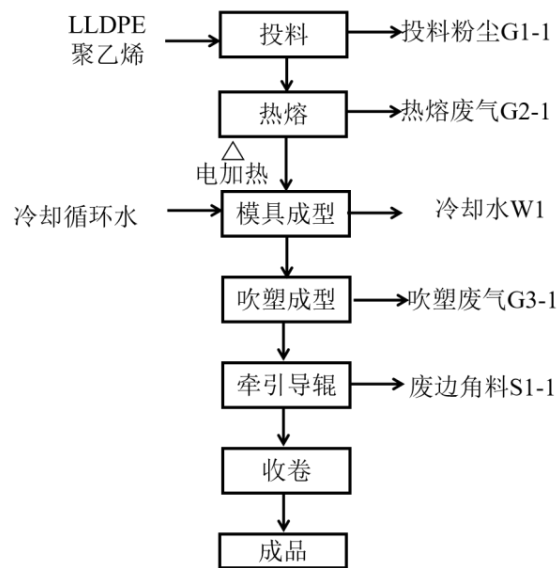 LLDPE
聚乙烯
投料
投料粉尘G1-1
热熔
热熔废气G2-1
电加热
冷却循环水
模具成型
冷却水W1
吹塑成型
吹塑废气G3-1
牵引导辊
废边角料S1-1
收卷
成品